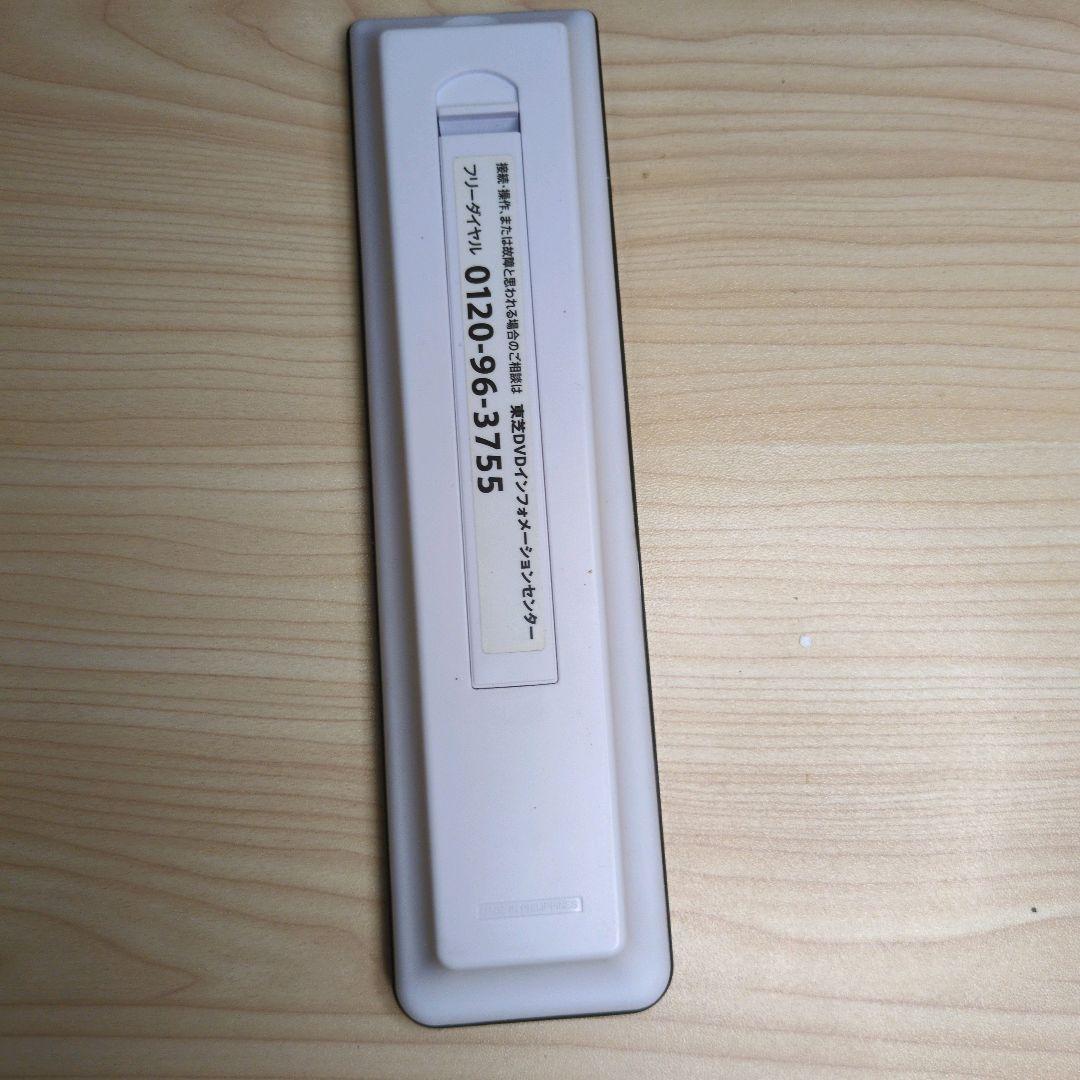 接続・操作、または故障と思われる場合のご相談は 東芝DVDインフォメーションセンター
フリーダイヤル 0120-96-3755